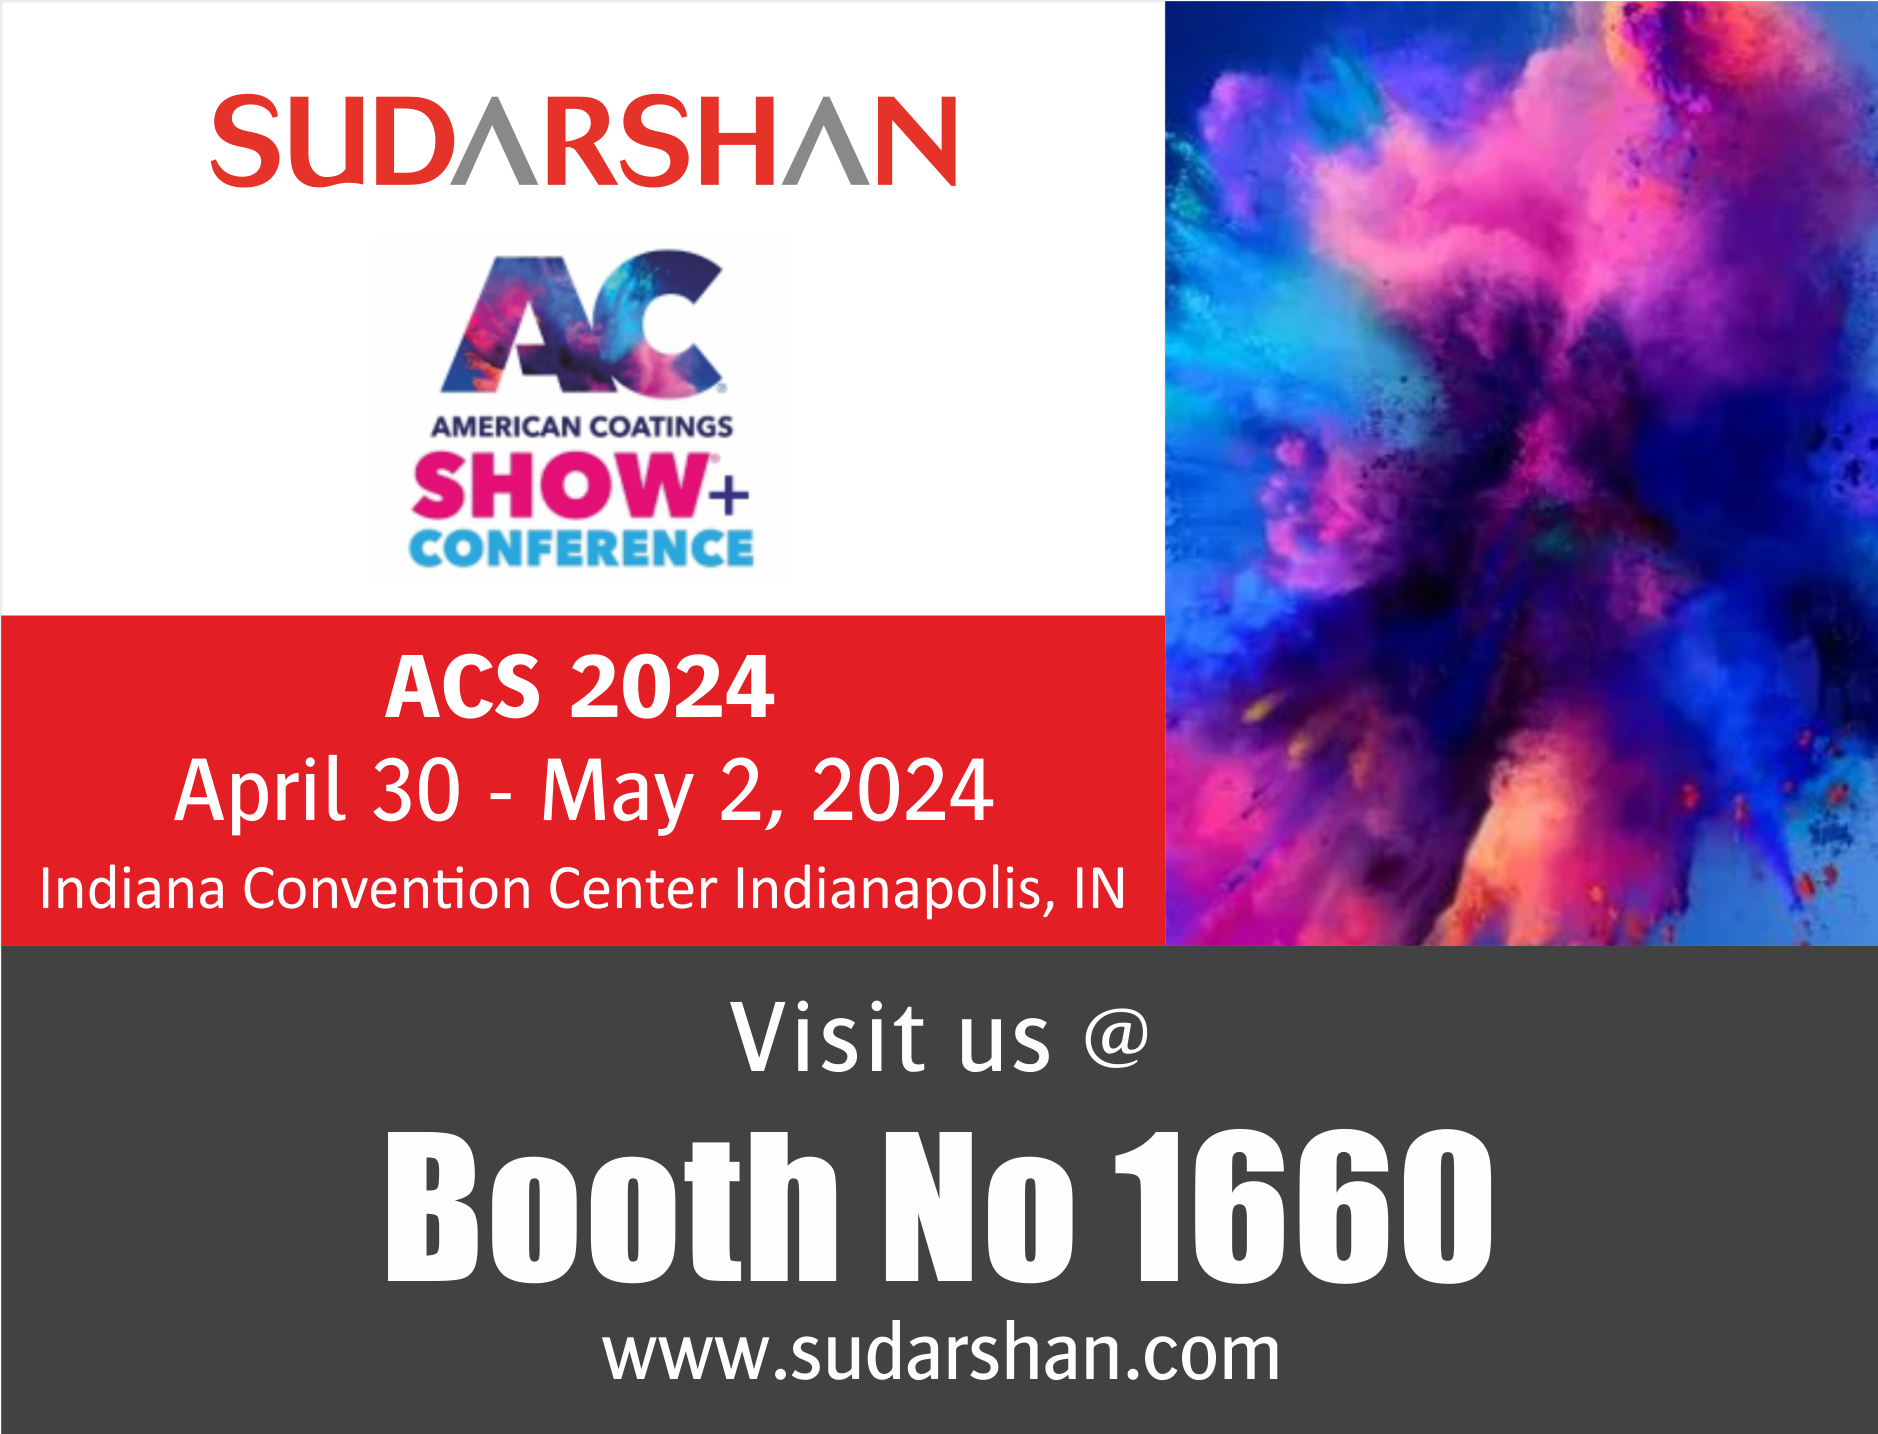 SUDARSHAN
AC®
AMERICAN COATINGS
SHOW®+
CONFERENCE
ACS 2024
April 30 - May 2, 2024
Indiana Convention Center Indianapolis, IN
Visit us @
Booth No 1660
www.sudarshan.com